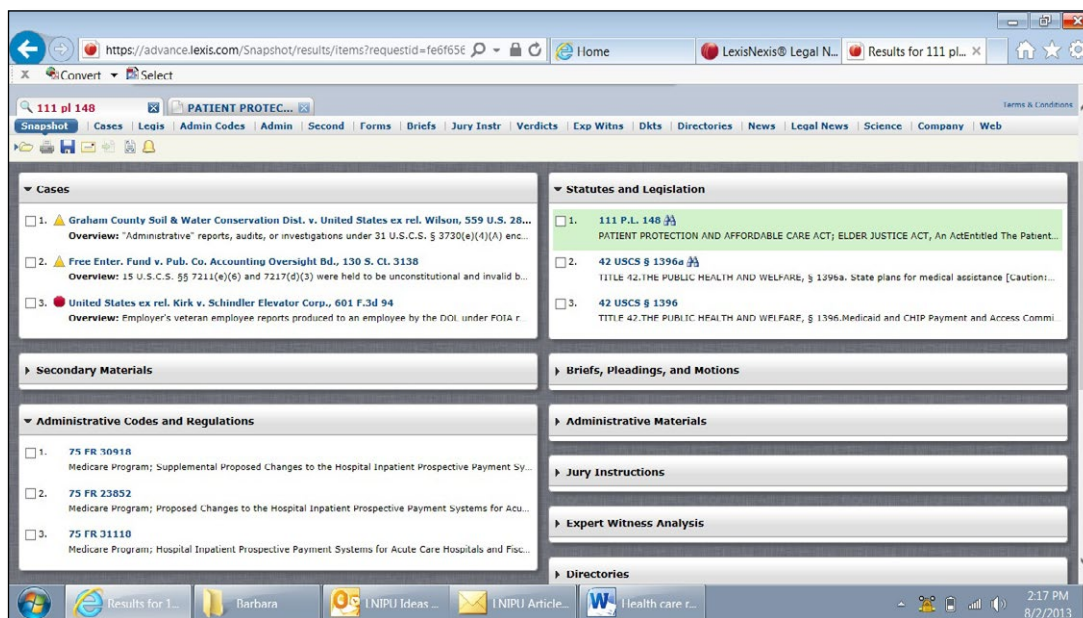 https://advance.lexis.com/Snapshot/results/items?requestid=fe6f656
Home
LexisNexis® Legal N...
Results for 111 pl...
X Convert Select
111 pl 148
PATIENT PROTEC...
Terms & Conditions
Snapshot | Cases | Legis | Admin Codes | Admin | Second | Forms | Briefs | Jury Instr | Verdicts | Exp Witns | Dkts | Directories | News | Legal News | Science | Company | Web
Cases
1. Graham County Soil & Water Conservation Dist. v. United States ex rel. Wilson, 559 U.S. 28...
Overview: "Administrative" reports, audits, or investigations under 31 U.S.C.S. § 3730(e)(4)(A) enc...
2. Free Enter. Fund v. Pub. Co. Accounting Oversight Bd., 130 S. Ct. 3138
Overview: 15 U.S.C.S. §§ 7211(e)(6) and 7217(d)(3) were held to be unconstitutional and invalid b...
3. United States ex rel. Kirk v. Schindler Elevator Corp., 601 F.3d 94
Overview: Employer's veteran employee reports produced to an employee by the DOL under FOIA r...
Secondary Materials
Administrative Codes and Regulations
1. 75 FR 30918
Medicare Program; Supplemental Proposed Changes to the Hospital Inpatient Prospective Payment Sy...
2. 75 FR 23852
Medicare Program; Proposed Changes to the Hospital Inpatient Prospective Payment Systems for Acu...
3. 75 FR 31118
Medicare Program; Hospital Inpatient Prospective Payment Systems for Acute Care Hospitals and Fisc...
Statutes and Legislation
1. 111 P.L. 148
PATIENT PROTECTION AND AFFORDABLE CARE ACT; ELDER JUSTICE ACT, An ActEntitled The Patient...
2. 42 USCS § 1396a
TITLE 42.THE PUBLIC HEALTH AND WELFARE, § 1396a. State plans for medical assistance [Caution:...
3. 42 USCS § 1396
TITLE 42.THE PUBLIC HEALTH AND WELFARE, § 1396.Medicaid and CHIP Payment and Access Commi...
Briefs, Pleadings, and Motions
Administrative Materials
Jury Instructions
Expert Witness Analysis
Directories
Results for 1...
Barbara
LNIPU Ideas ...
LNIPU Article...
Health care r...
2:17 PM
8/2/2013